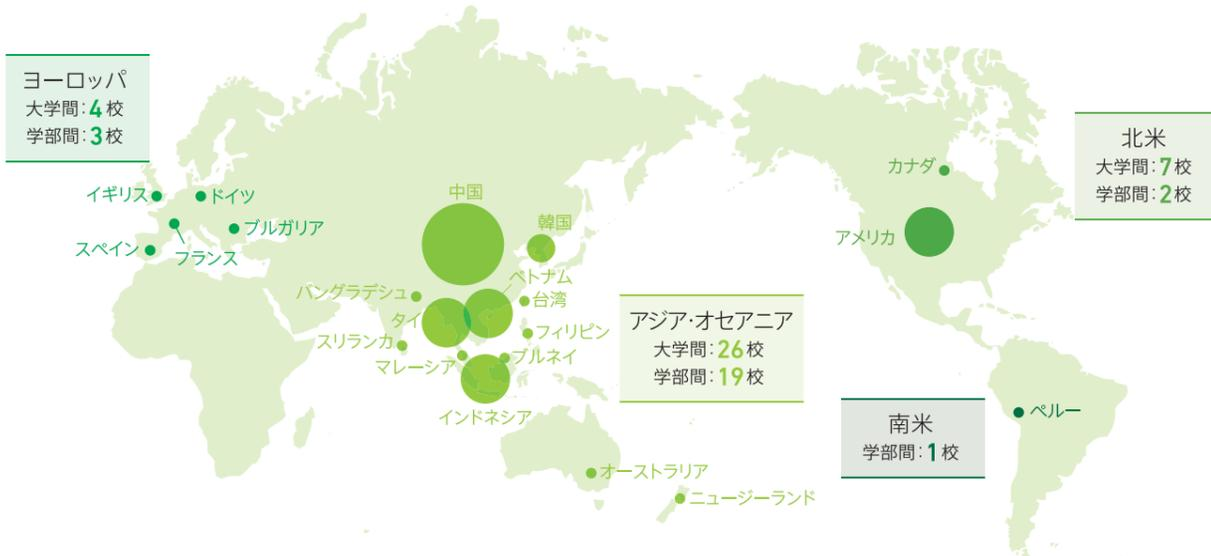 ヨーロッパ
大学間：4校
学部間：3校
イギリス
ドイツ
ブルガリア
スペイン
フランス
中国
韓国
ベトナム
バングラデシュ
台湾
タイ
フィリピン
スリランカ
ブルネイ
マレーシア
インドネシア
オーストラリア
ニュージーランド
アジア・オセアニア
大学間：26校
学部間：19校
カナダ
アメリカ
北米
大学間：7校
学部間：2校
南米
学部間：1校
ペルー